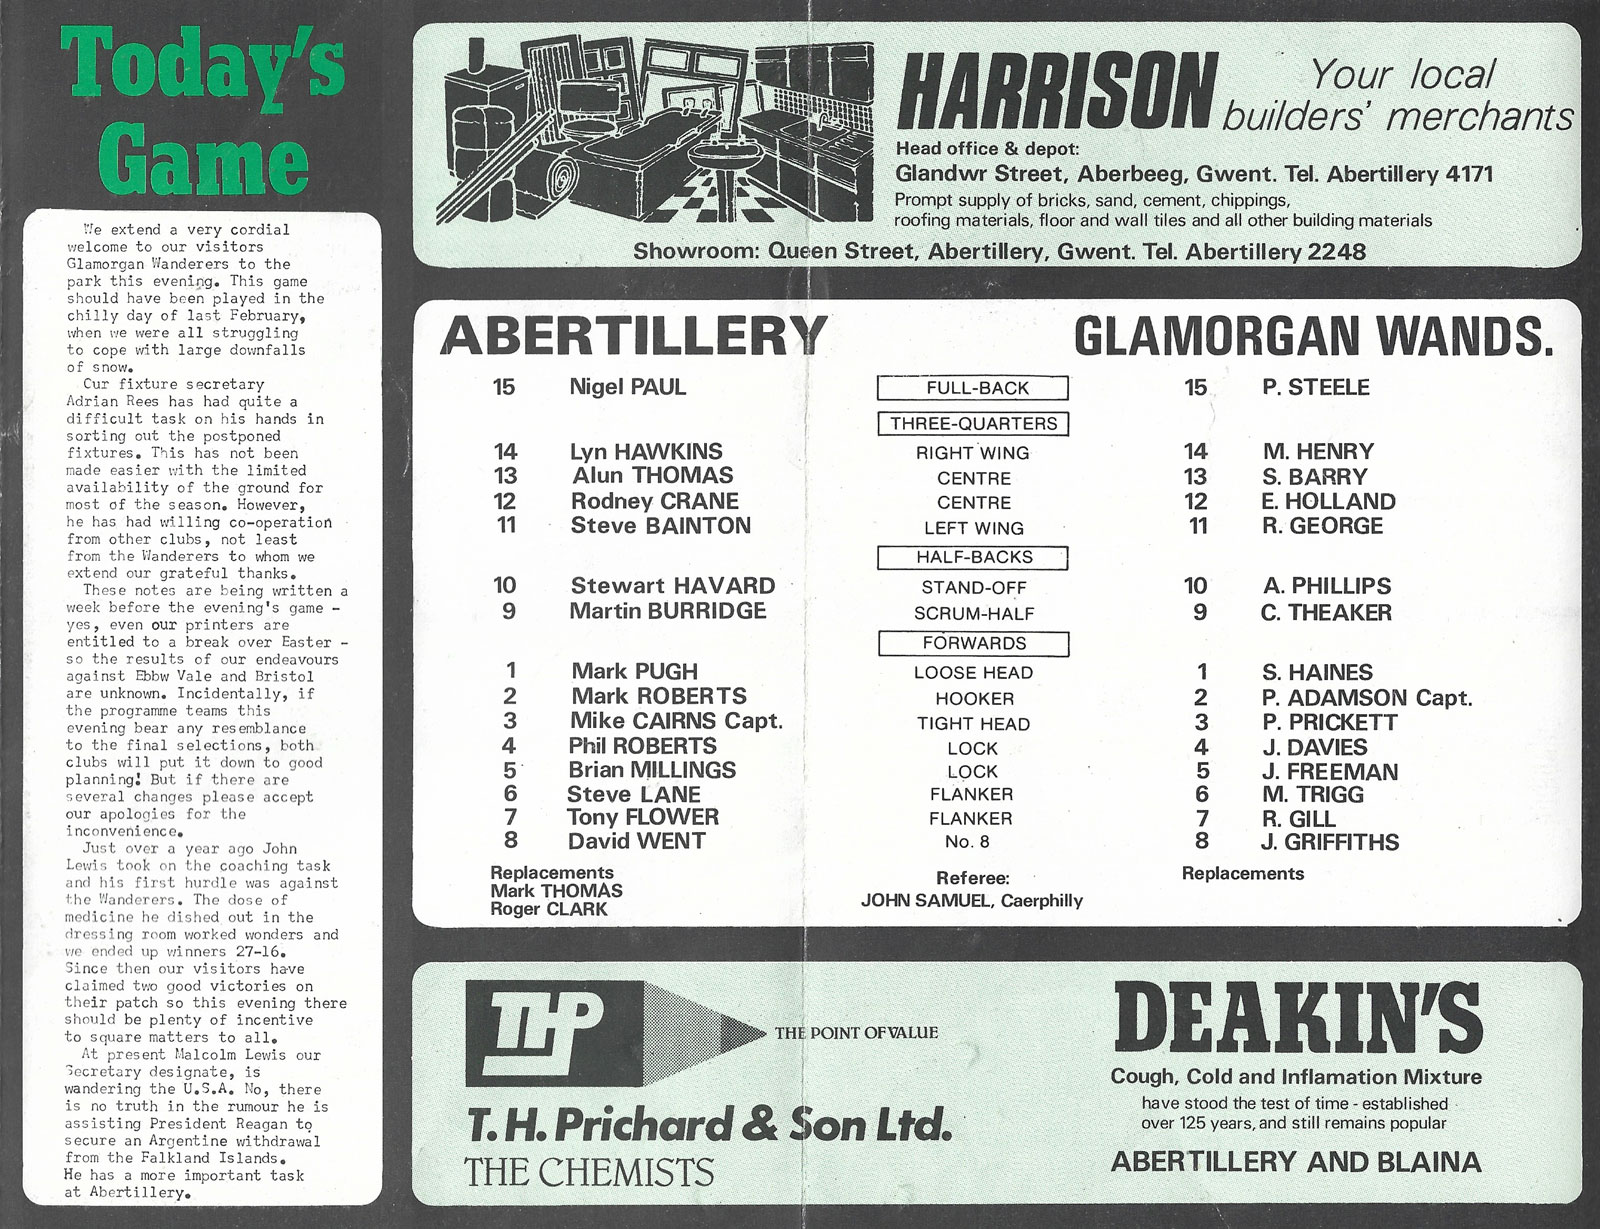 Today's
Game
We extend a very cordial
welcome to our visitors
Glamorgan Wanderers to the
park this evening. This game
should have been played in the
chilly day of last February,
when we were all struggling
to cope with large downfalls
of snow.
Cur fixture secretary
Adrian Rees has had quite a
difficult task on his hands in
sorting out the postponed
fixtures. This has not been
made easier with the limited
availability of the ground for
most of the season. However,
he has had willing co-operation
from other clubs, not least
from the Wanderers to whom we
extend our grateful thanks.
These notes are being written a
week before the evening's game -
yes, even our printers are
entitled to a break over Easter -
so the results of our endeavours
against Ebbw Vale and Bristol
are unknown. Incidentally, if
the programme teams this
evening bear any resemblance
to the final selections, both
clubs will put it down to good
planning! But if there are
several changes please accept
our apologies for the
inconvenience.
Just over a year ago John
Lewis took on the coaching task
and his first hurdle was against
the Wanderers. The dose of
medicine he dished out in the
dressing room worked wonders and
we ended up winners 27-16.
Since then our visitors have
claimed two good victories on
their patch so this evening there
should be plenty of incentive
to square matters to all.
At present Malcolm Lewis our
Secretary designate, is
wandering the U.S.A. No, there
is no truth in the rumour he is
assisting President Reagan to
secure an Argentine withdrawal
from the Falkland Islands.
He has a more important task
at Abertillery.
HARRISON Your local
builders' merchants
Head office & depot:
Glandwr Street, Aberbeeg, Gwent. Tel. Abertillery 4171
Prompt supply of bricks, sand, cement, chippings,
roofing materials, floor and wall tiles and all other building materials
Showroom: Queen Street, Abertillery, Gwent. Tel. Abertillery 2248
ABERTILLERY GLAMORGAN WANDS.
15 Nigel PAUL FULL-BACK 15 P. STEELE
THREE-QUARTERS
14 Lyn HAWKINS RIGHT WING 14 M. HENRY
13 Alun THOMAS CENTRE 13 S. BARRY
12 Rodney CRANE CENTRE 12 E. HOLLAND
11 Steve BAINTON LEFT WING 11 R. GEORGE
HALF-BACKS
10 Stewart HAVARD STAND-OFF 10 A. PHILLIPS
9 Martin BURRIDGE SCRUM-HALF 9 C. THEAKER
FORWARDS
1 Mark PUGH LOOSE HEAD 1 S. HAINES
2 Mark ROBERTS HOOKER 2 P. ADAMSON Capt.
3 Mike CAIRNS Capt. TIGHT HEAD 3 P. PRICKETT
4 Phil ROBERTS LOCK 4 J. DAVIES
5 Brian MILLINGS LOCK 5 J. FREEMAN
6 Steve LANE FLANKER 6 M. TRIGG
7 Tony FLOWER FLANKER 7 R. GILL
8 David WENT No. 8 8 J. GRIFFITHS
Replacements
Mark THOMAS
Roger CLARK
Referee:
JOHN SAMUEL, Caerphilly
Replacements
THP THE POINT OF VALUE
T. H. Prichard & Son Ltd.
THE CHEMISTS
DEAKIN'S
Cough, Cold and Inflamation Mixture
have stood the test of time - established
over 125 years, and still remains popular
ABERTILLERY AND BLAINA